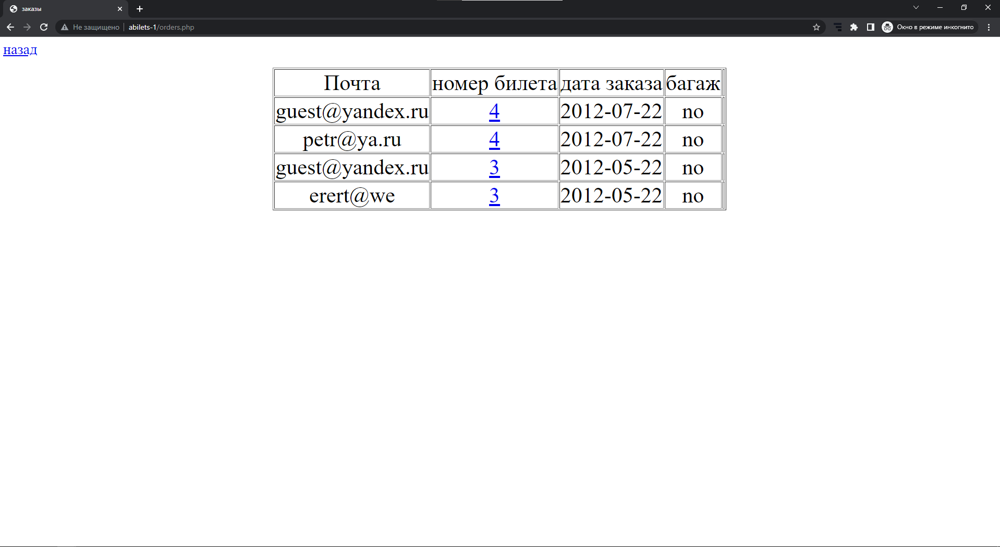 заказы
Не защищено abilets-1/orders.php Окно в режиме инкогнито
назад
Почта номер билета дата заказа багаж
guest@yandex.ru 4 2012-07-22 no
petr@ya.ru 4 2012-07-22 no
guest@yandex.ru 3 2012-05-22 no
erert@we 3 2012-05-22 no